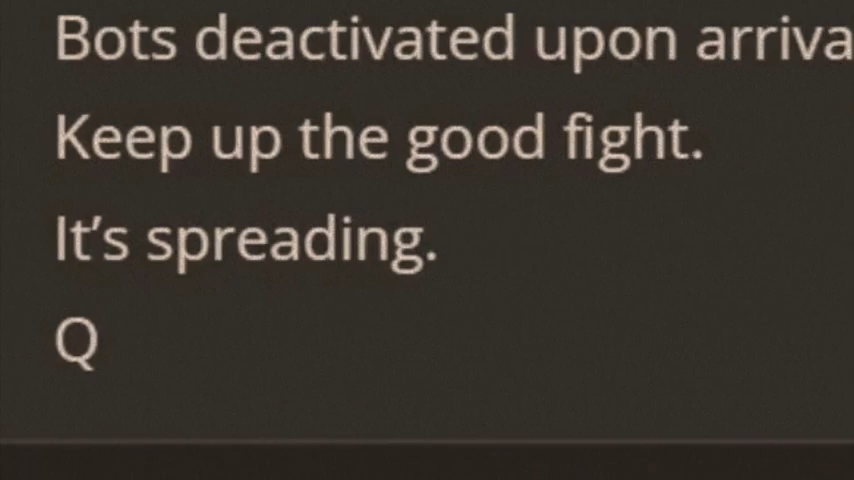 Bots deactivated upon arriva
Keep up the good fight.
It’s spreading.
Q